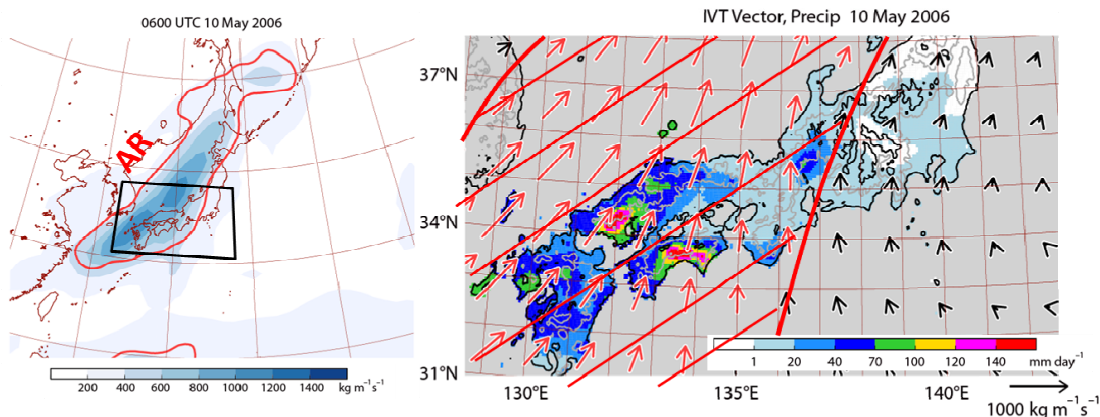 0600 UTC 10 May 2006
AR
200 400 600 800 1000 1200 1400 kg m⁻¹s⁻¹
IVT Vector, Precip 10 May 2006
37°N
34°N
31°N
1 20 40 70 100 120 140 mm day⁻¹
130°E 135°E 140°E
1000 kg m⁻¹ s⁻¹